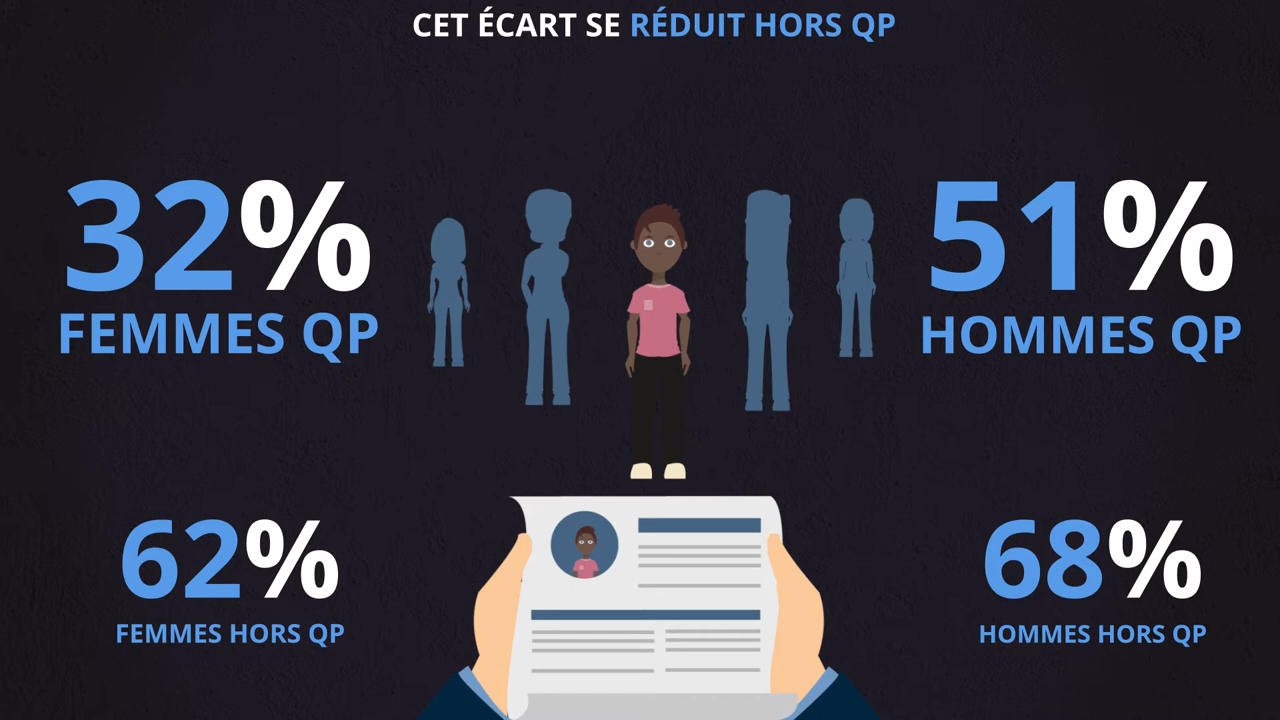 CET ÉCART SE RÉDUIT HORS QP
32%
FEMMES QP
51%
HOMMES QP
62%
FEMMES HORS QP
68%
HOMMES HORS QP